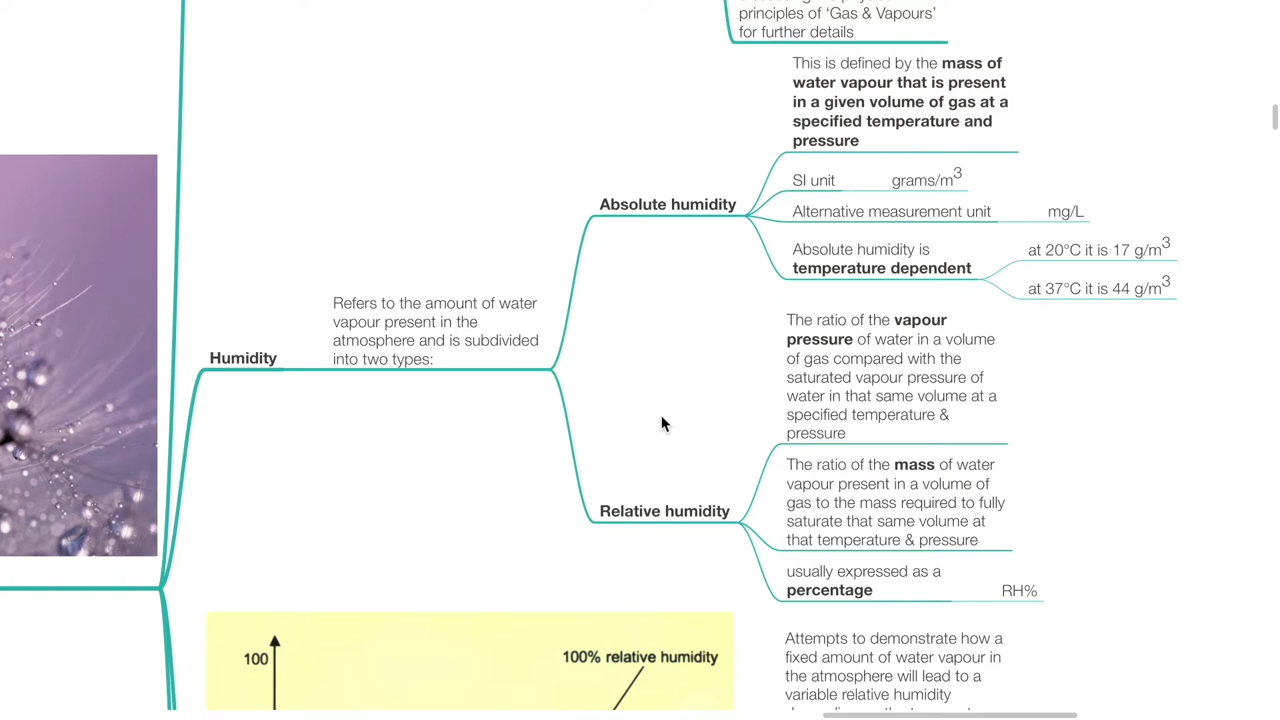 principles of ‘Gas & Vapours’
for further details
This is defined by the mass of
water vapour that is present
in a given volume of gas at a
specified temperature and
pressure
Absolute humidity
SI unit grams/m³
Alternative measurement unit mg/L
Absolute humidity is
temperature dependent
at 20°C it is 17 g/m³
at 37°C it is 44 g/m³
Humidity
Refers to the amount of water
vapour present in the
atmosphere and is subdivided
into two types:
The ratio of the vapour
pressure of water in a volume
of gas compared with the
saturated vapour pressure of
water in that same volume at a
specified temperature &
pressure
Relative humidity
The ratio of the mass of water
vapour present in a volume of
gas to the mass required to fully
saturate that same volume at
that temperature & pressure
usually expressed as a
percentage RH%
100
100% relative humidity
Attempts to demonstrate how a
fixed amount of water vapour in
the atmosphere will lead to a
variable relative humidity